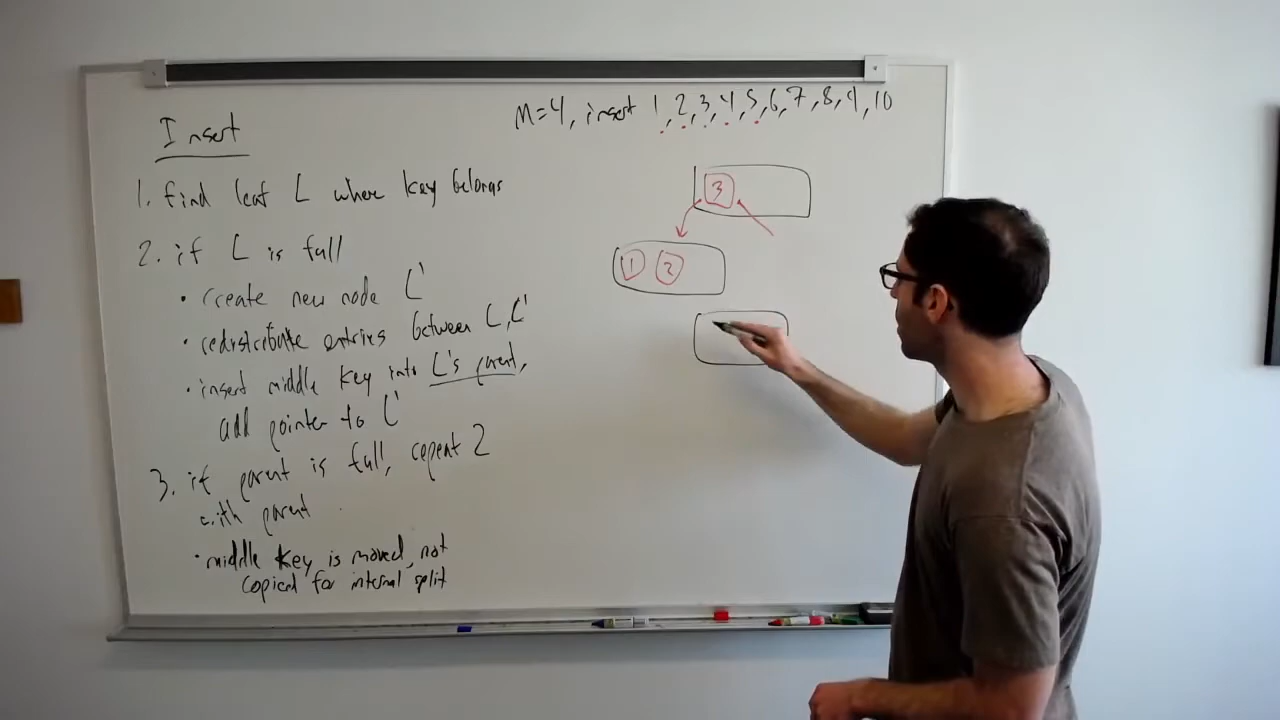 M=4, insert 1, 2, 3, 4, 5, 6, 7, 8, 9, 10
Insert
1. find leaf L where key belongs
2. if L is full
• create new node L'
• redistribute entries between L, L'
• insert middle key into L's parent,
add pointer to L'
3. if parent is full, repeat 2
with parent
• middle key is moved, not
copied for internal split
3
1 2